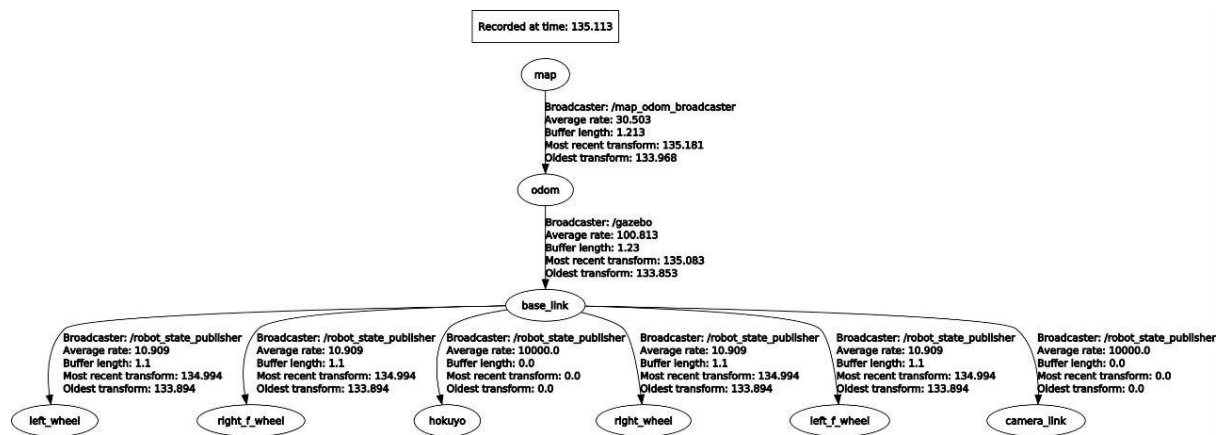 Recorded at time: 135.113
map
Broadcaster: /map_odom_broadcaster
Average rate: 30.503
Buffer length: 1.213
Most recent transform: 135.181
Oldest transform: 133.968
odom
Broadcaster: /gazebo
Average rate: 100.813
Buffer length: 1.23
Most recent transform: 135.083
Oldest transform: 133.853
base_link
Broadcaster: /robot_state_publisher
Average rate: 10.909
Buffer length: 1.1
Most recent transform: 134.994
Oldest transform: 133.894
left_wheel
Broadcaster: /robot_state_publisher
Average rate: 10.909
Buffer length: 1.1
Most recent transform: 134.994
Oldest transform: 133.894
right_f_wheel
Broadcaster: /robot_state_publisher
Average rate: 10000.0
Buffer length: 0.0
Most recent transform: 0.0
Oldest transform: 0.0
hokuyo
Broadcaster: /robot_state_publisher
Average rate: 10.909
Buffer length: 1.1
Most recent transform: 134.994
Oldest transform: 133.894
right_wheel
Broadcaster: /robot_state_publisher
Average rate: 10.909
Buffer length: 1.1
Most recent transform: 134.994
Oldest transform: 133.894
left_f_wheel
Broadcaster: /robot_state_publisher
Average rate: 10000.0
Buffer length: 0.0
Most recent transform: 0.0
Oldest transform: 0.0
camera_link